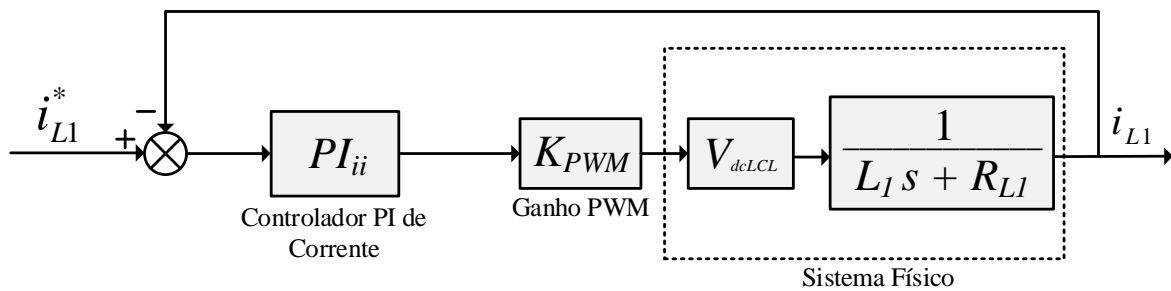 i*L1
−
+
PIii
Controlador PI de
Corrente
KPWM
Ganho PWM
VdcLCL
1
L1 s + RL1
Sistema Físico
iL1